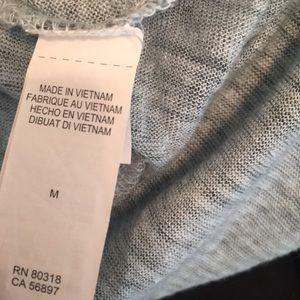 MADE IN VIETNAM
FABRIQUE AU VIETNAM
HECHO EN VIETNAM
DIBUAT DI VIETNAM
M
RN 80318
CA 56897